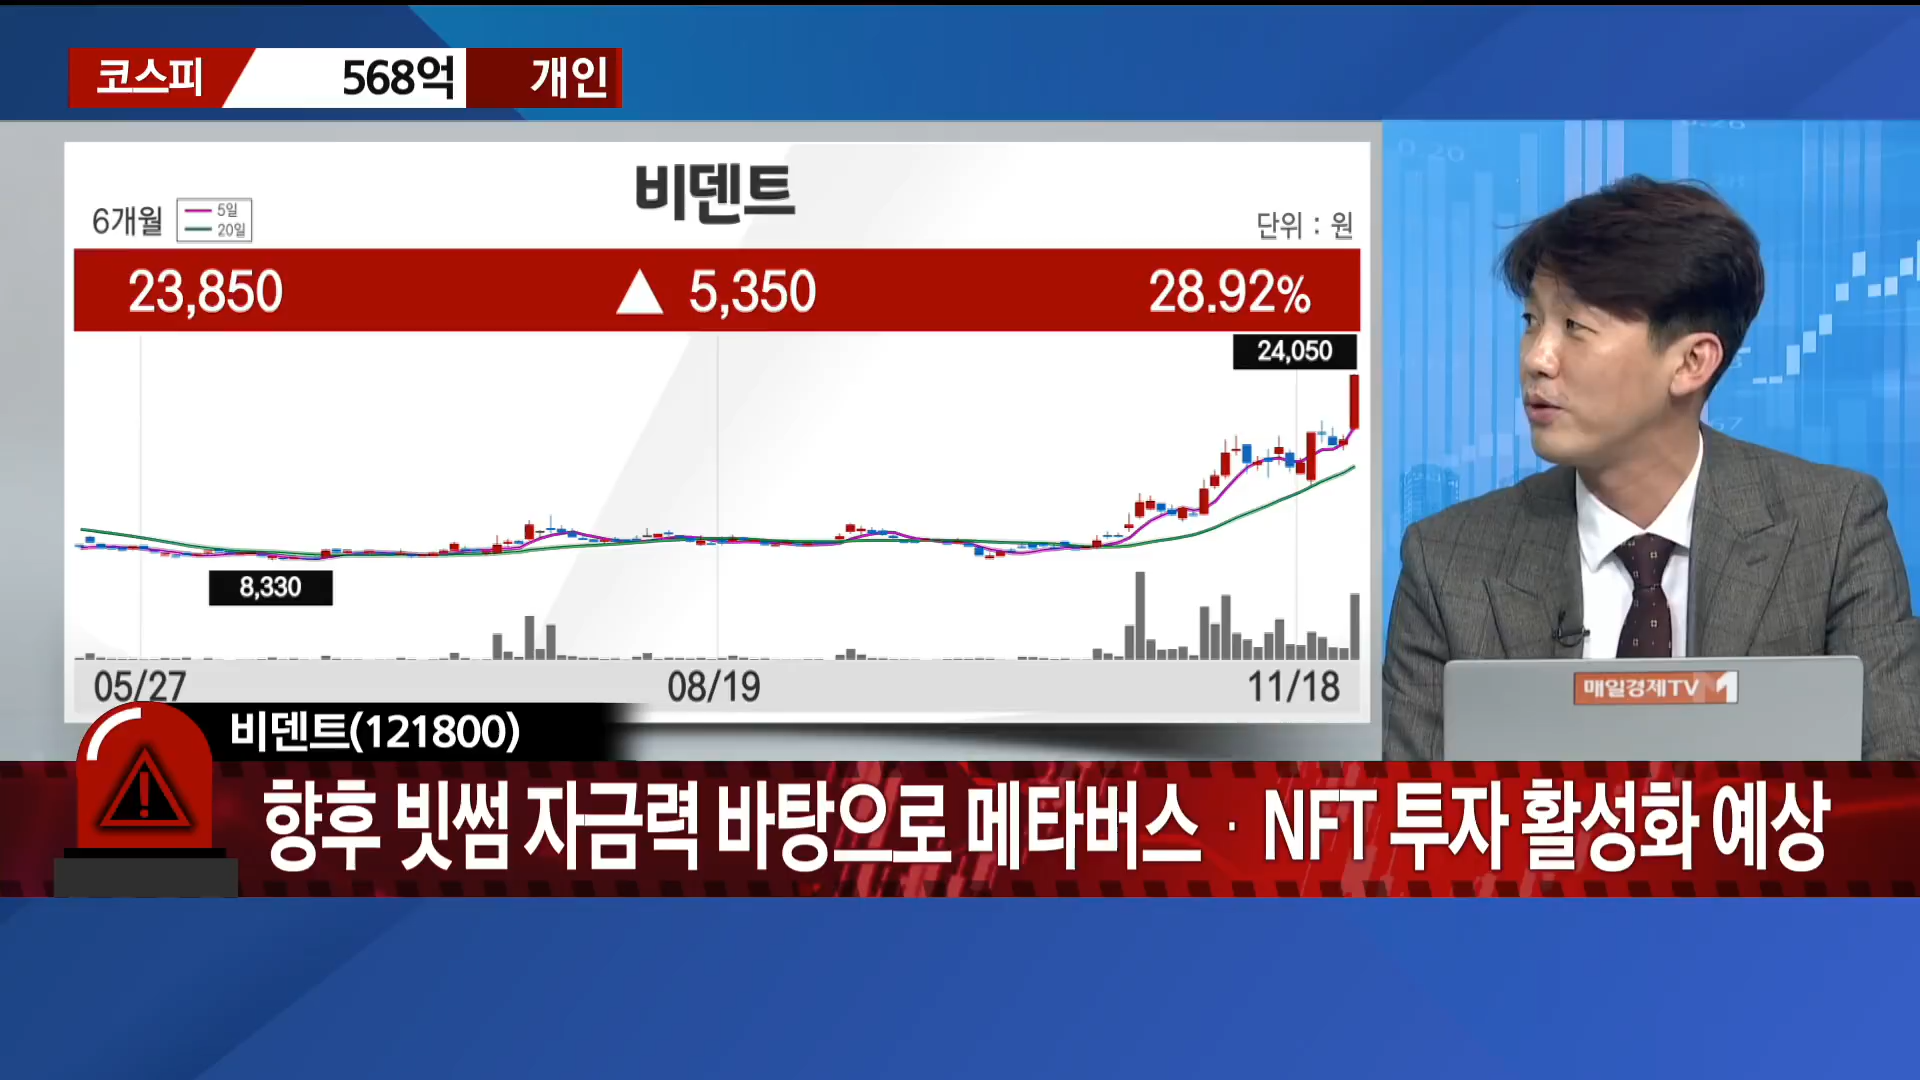 코스피 568억 개인
비덴트
6개월
5일
20일
단위 : 원
23,850 ▲ 5,350 28.92%
24,050
8,330
05/27 08/19 11/18
매일경제TV M
비덴트(121800)
향후 빗썸 자금력 바탕으로 메타버스· NFT 투자 활성화 예상